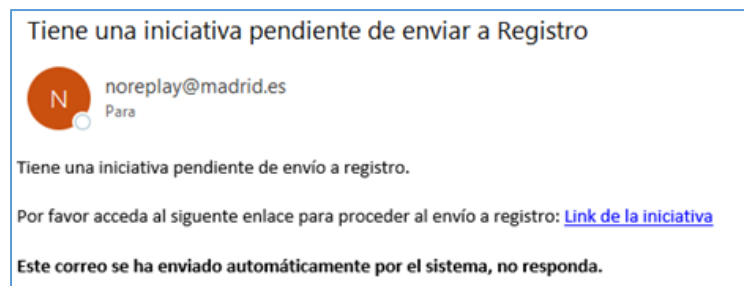 Tiene una iniciativa pendiente de enviar a Registro
N
noreplay@madrid.es
Para
Tiene una iniciativa pendiente de envío a registro.
Por favor acceda al siguente enlace para proceder al envío a registro: Link de la iniciativa
Este correo se ha enviado automáticamente por el sistema, no responda.